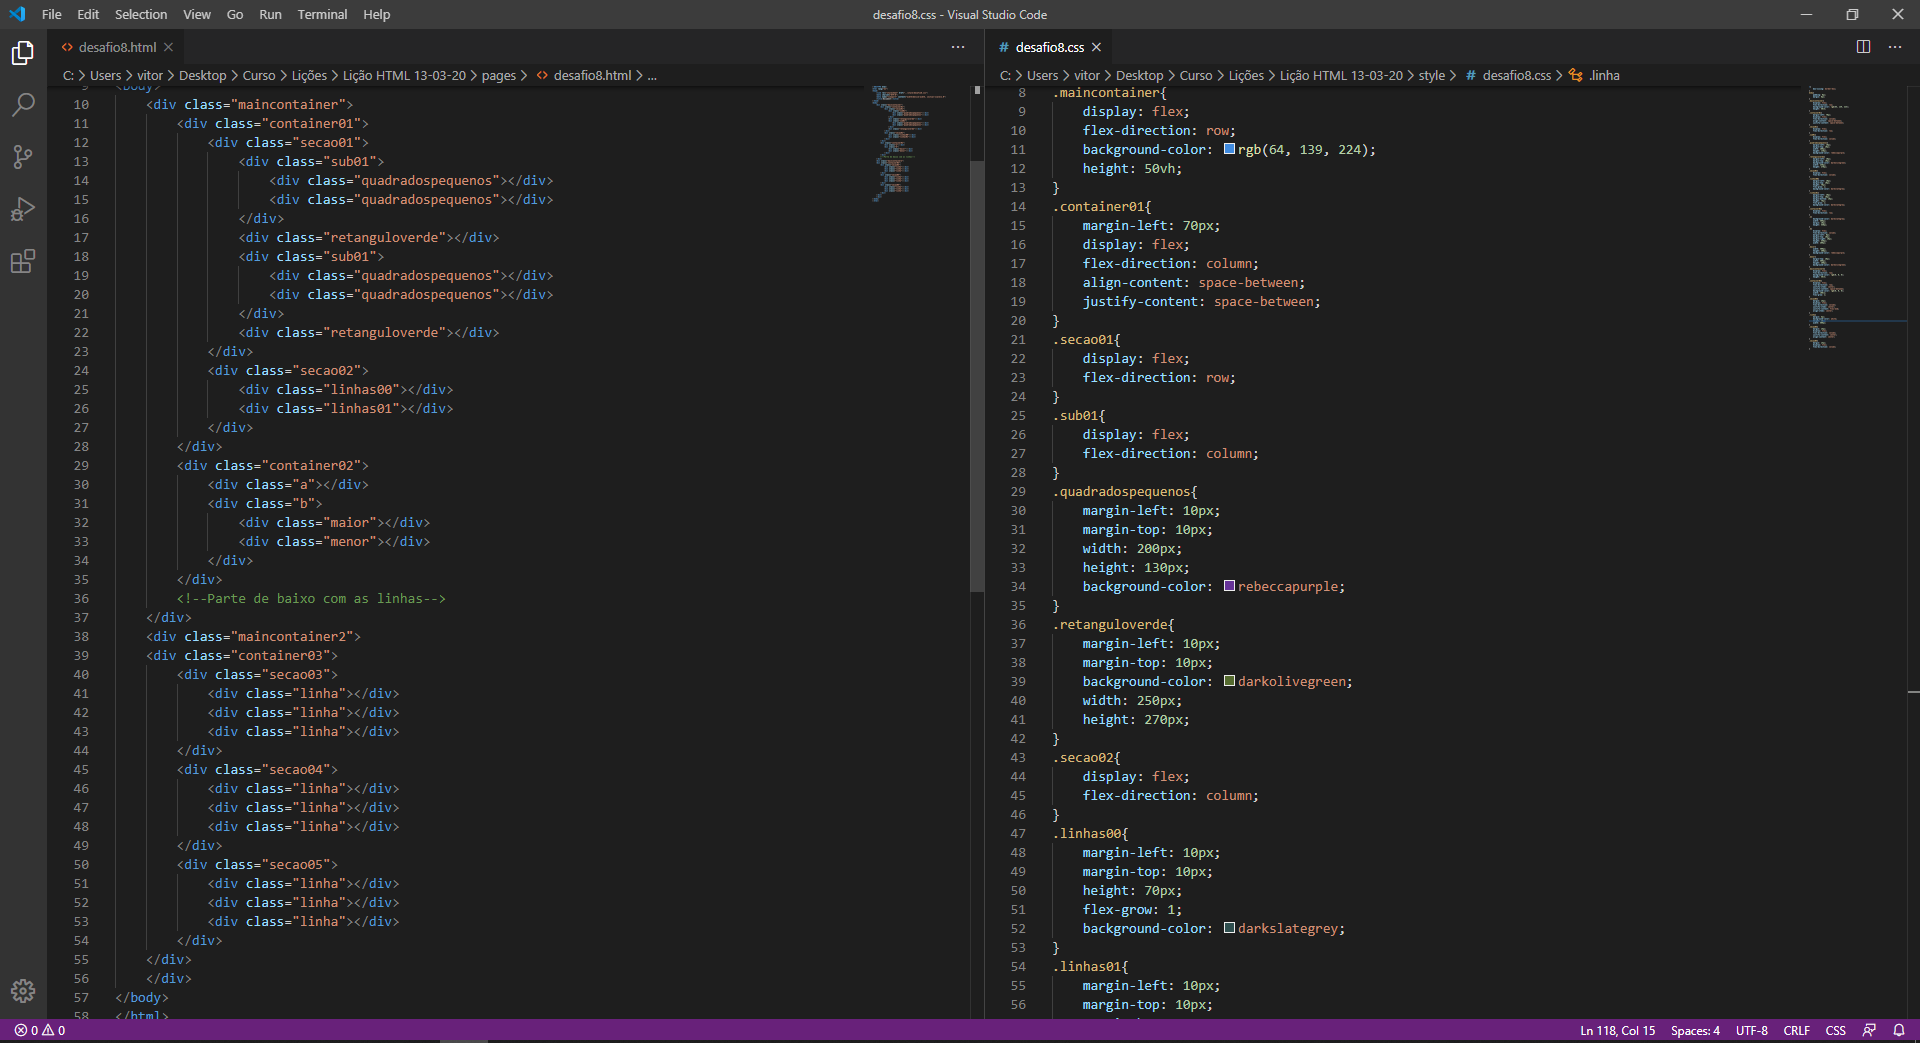 File Edit Selection View Go Run Terminal Help
desafio8.css - Visual Studio Code
desafio8.html
C: > Users > vitor > Desktop > Curso > Lições > Lição HTML 13-03-20 > pages > desafio8.html > ...
9 <body>
10 <div class="maincontainer">
11 <div class="container01">
12 <div class="secao01">
13 <div class="sub01">
14 <div class="quadradospequenos"></div>
15 <div class="quadradospequenos"></div>
16 </div>
17 <div class="retanguloverde"></div>
18 <div class="sub01">
19 <div class="quadradospequenos"></div>
20 <div class="quadradospequenos"></div>
21 </div>
22 <div class="retanguloverde"></div>
23 </div>
24 <div class="secao02">
25 <div class="linhas00"></div>
26 <div class="linhas01"></div>
27 </div>
28 </div>
29 <div class="container02">
30 <div class="a"></div>
31 <div class="b">
32 <div class="maior"></div>
33 <div class="menor"></div>
34 </div>
35 </div>
36 <!--Parte de baixo com as linhas-->
37 </div>
38 <div class="maincontainer2">
39 <div class="container03">
40 <div class="secao03">
41 <div class="linha"></div>
42 <div class="linha"></div>
43 <div class="linha"></div>
44 </div>
45 <div class="secao04">
46 <div class="linha"></div>
47 <div class="linha"></div>
48 <div class="linha"></div>
49 </div>
50 <div class="secao05">
51 <div class="linha"></div>
52 <div class="linha"></div>
53 <div class="linha"></div>
54 </div>
55 </div>
56 </div>
57 </body>
58 </html>
# desafio8.css
C: > Users > vitor > Desktop > Curso > Lições > Lição HTML 13-03-20 > style > # desafio8.css > .linha
8 .maincontainer{
9 display: flex;
10 flex-direction: row;
11 background-color: rgb(64, 139, 224);
12 height: 50vh;
13 }
14 .container01{
15 margin-left: 70px;
16 display: flex;
17 flex-direction: column;
18 align-content: space-between;
19 justify-content: space-between;
20 }
21 .secao01{
22 display: flex;
23 flex-direction: row;
24 }
25 .sub01{
26 display: flex;
27 flex-direction: column;
28 }
29 .quadradospequenos{
30 margin-left: 10px;
31 margin-top: 10px;
32 width: 200px;
33 height: 130px;
34 background-color: rebeccapurple;
35 }
36 .retanguloverde{
37 margin-left: 10px;
38 margin-top: 10px;
39 background-color: darkolivegreen;
40 width: 250px;
41 height: 270px;
42 }
43 .secao02{
44 display: flex;
45 flex-direction: column;
46 }
47 .linhas00{
48 margin-left: 10px;
49 margin-top: 10px;
50 height: 70px;
51 flex-grow: 1;
52 background-color: darkslategrey;
53 }
54 .linhas01{
55 margin-left: 10px;
56 margin-top: 10px;
0 0
Ln 118, Col 15 Spaces: 4 UTF-8 CRLF CSS